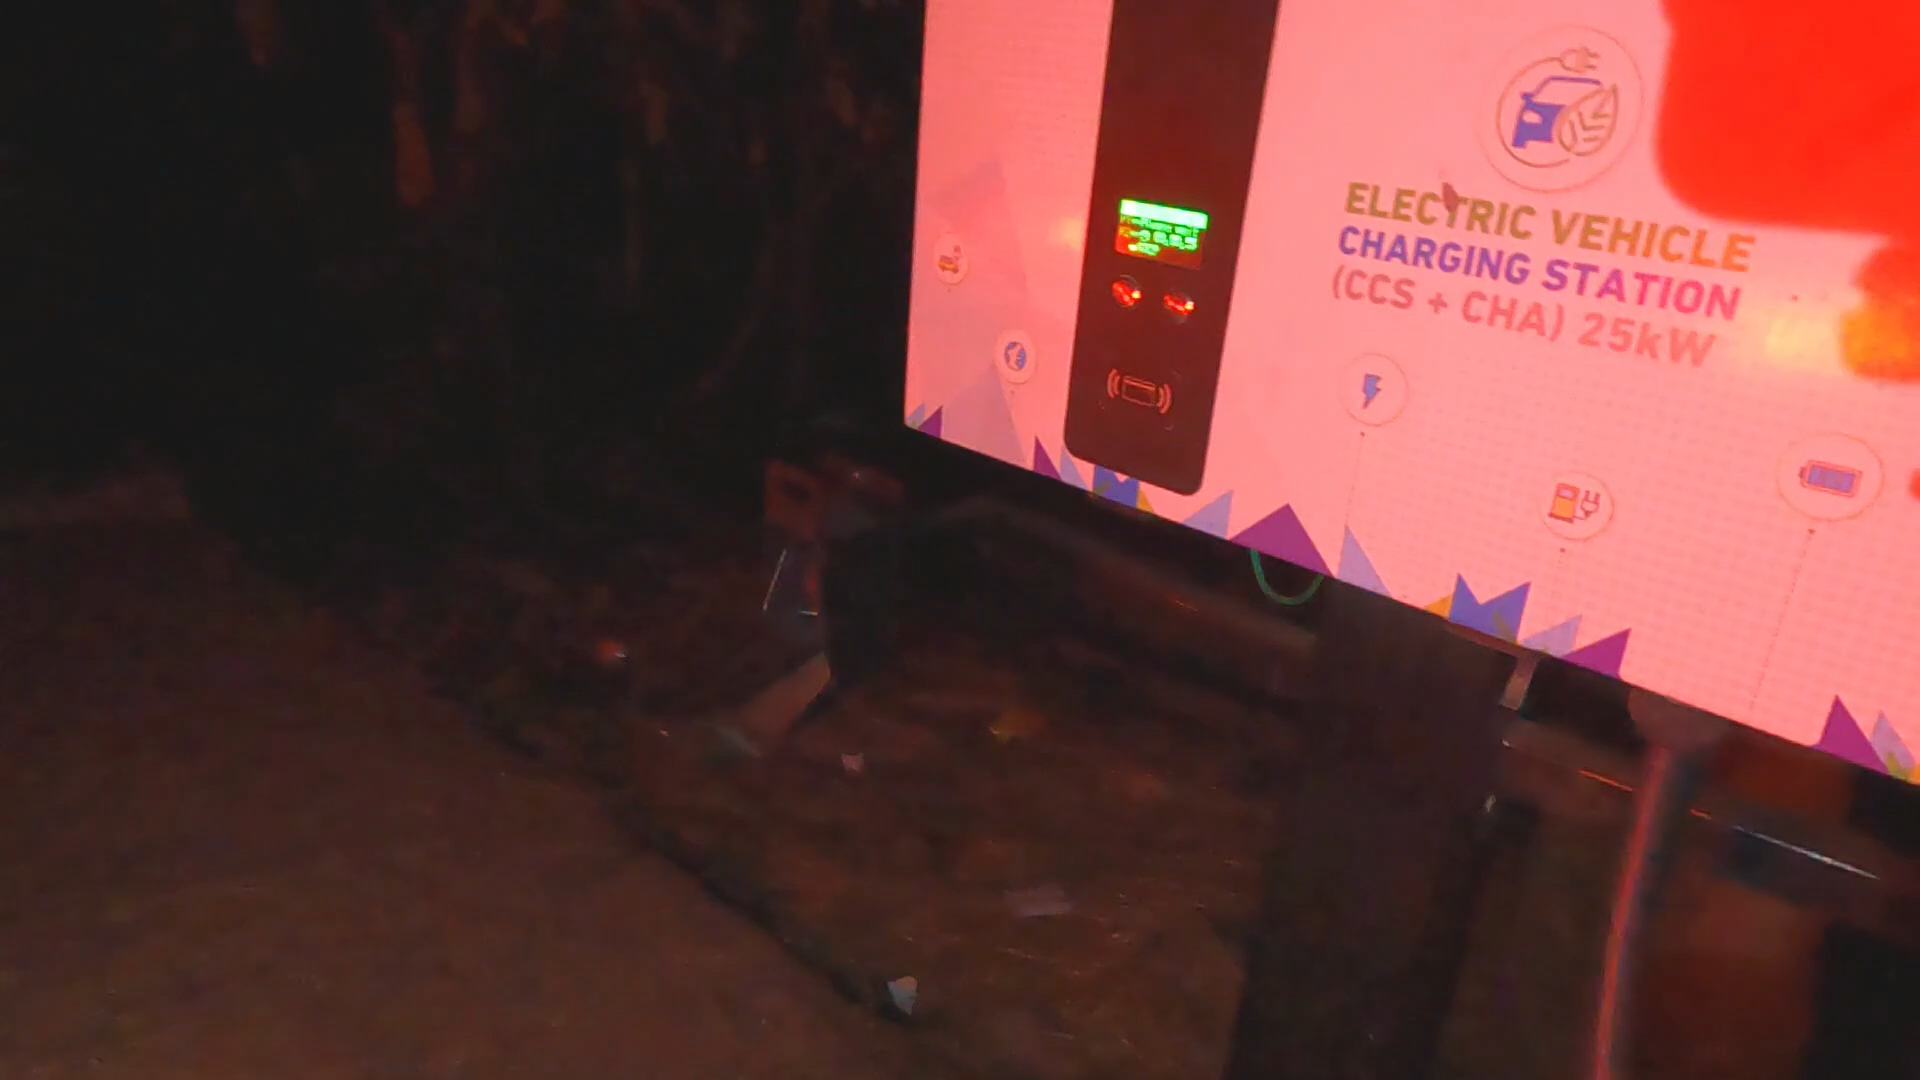 ELECTRIC VEHICLE
CHARGING STATION
(CCS + CHA) 25kW